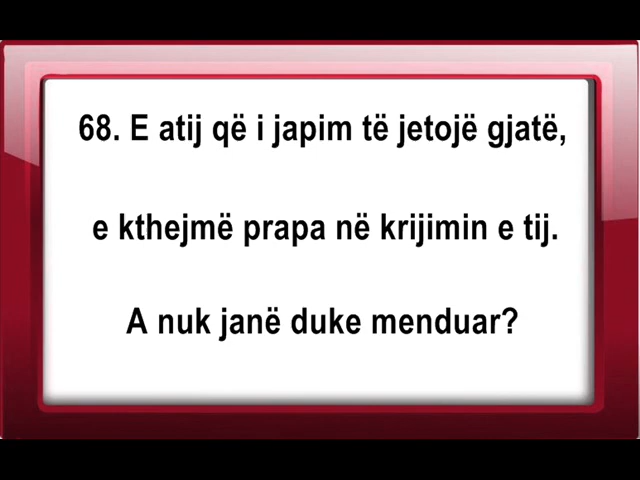 68. E atij që i japim të jetojë gjatë,
e kthejmë prapa në krijimin e tij.
A nuk janë duke menduar?